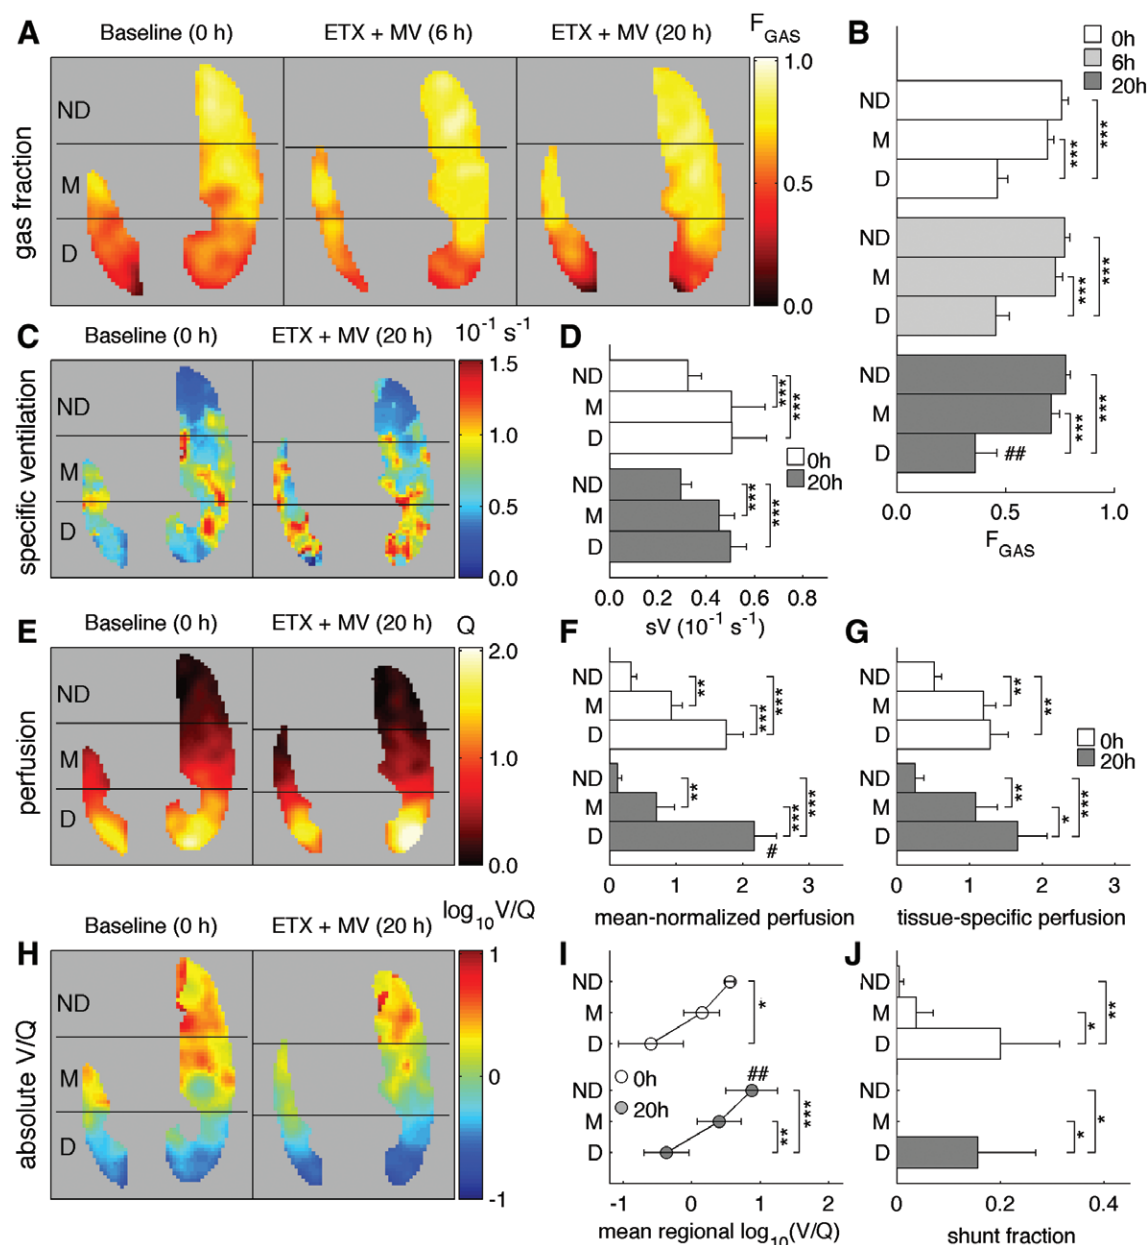 A
Baseline (0 h)
ETX + MV (6 h)
ETX + MV (20 h)
F GAS
gas fraction
ND
M
D
1.0
0.5
0.0
B
0h
6h
20h
ND
M
D
***
***
ND
M
D
***
***
ND
M
D
##
***
***
0.0
0.5
1.0
F GAS
C
Baseline (0 h)
ETX + MV (20 h)
10⁻¹ s⁻¹
specific ventilation
ND
M
D
1.5
1.0
0.5
0.0
D
ND
M
D
***
***
0h
20h
ND
M
D
***
***
0.0 0.2 0.4 0.6 0.8
sV (10⁻¹ s⁻¹)
E
Baseline (0 h)
ETX + MV (20 h)
Q
perfusion
ND
M
D
2.0
1.0
0.0
F
ND
M
D
**
***
***
ND
M
D
**
***
***
#
0 1 2 3
mean-normalized perfusion
G
ND
M
D
**
**
0h
20h
ND
M
D
**
*
***
0 1 2 3
tissue-specific perfusion
H
Baseline (0 h)
ETX + MV (20 h)
log₁₀V/Q
absolute V/Q
ND
M
D
1
0
-1
I
ND
M
D
*
0h
20h
ND
M
D
##
**
***
-1 0 1 2
mean regional log₁₀(V/Q)
J
ND
M
D
*
**
ND
M
D
*
*
0 0.2 0.4
shunt fraction